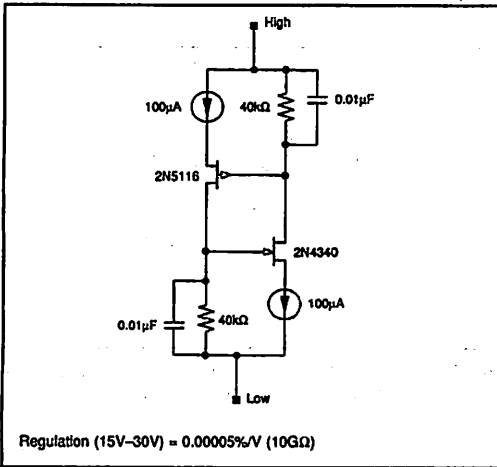 High
100µA
40kΩ
0.01µF
2N5116
2N4340
0.01µF
40kΩ
100µA
Low
Regulation (15V–30V) = 0.00005%/V (10GΩ)